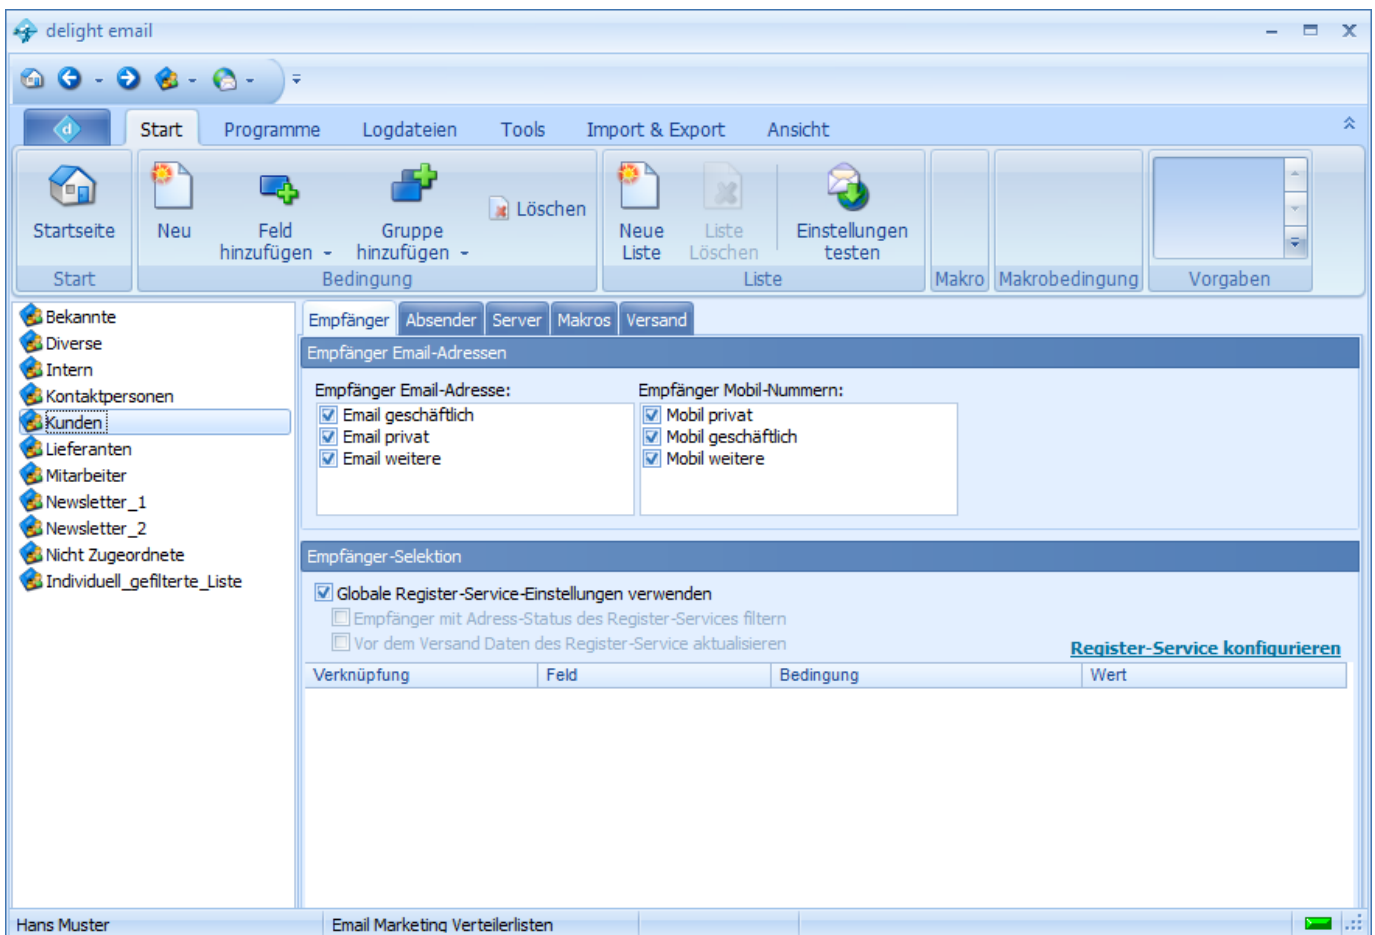 delight email
Start Programme Logdateien Tools Import & Export Ansicht
Startseite Neu Feld hinzufügen Gruppe hinzufügen Löschen Neue Liste Liste Löschen Einstellungen testen
Start Bedingung Liste Makro Makrobedingung Vorgaben
Bekannte
Diverse
Intern
Kontaktpersonen
Kunden
Lieferanten
Mitarbeiter
Newsletter_1
Newsletter_2
Nicht Zugeordnete
Individuell_gefilterte_Liste
Empfänger Absender Server Makros Versand
Empfänger Email-Adressen
Empfänger Email-Adresse: Empfänger Mobil-Nummern:
Email geschäftlich Mobil privat
Email privat Mobil geschäftlich
Email weitere Mobil weitere
Empfänger-Selektion
Globale Register-Service-Einstellungen verwenden
Empfänger mit Adress-Status des Register-Services filtern
Vor dem Versand Daten des Register-Service aktualisieren
Register-Service konfigurieren
Verknüpfung Feld Bedingung Wert
Hans Muster Email Marketing Verteilerlisten